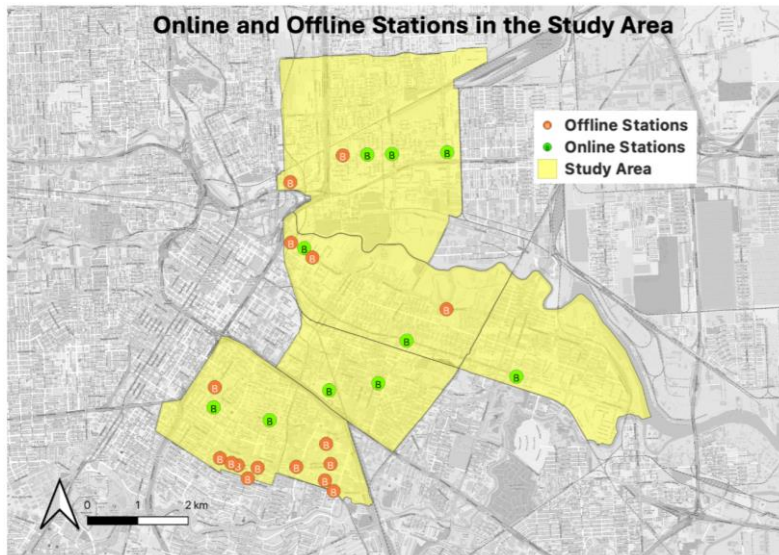 Online and Offline Stations in the Study Area
Offline Stations
Online Stations
Study Area
B B B B
B
B B
B
B
B
B B
B
B
B
B B
B
B B B B B B
B B
B
0 1 2 km